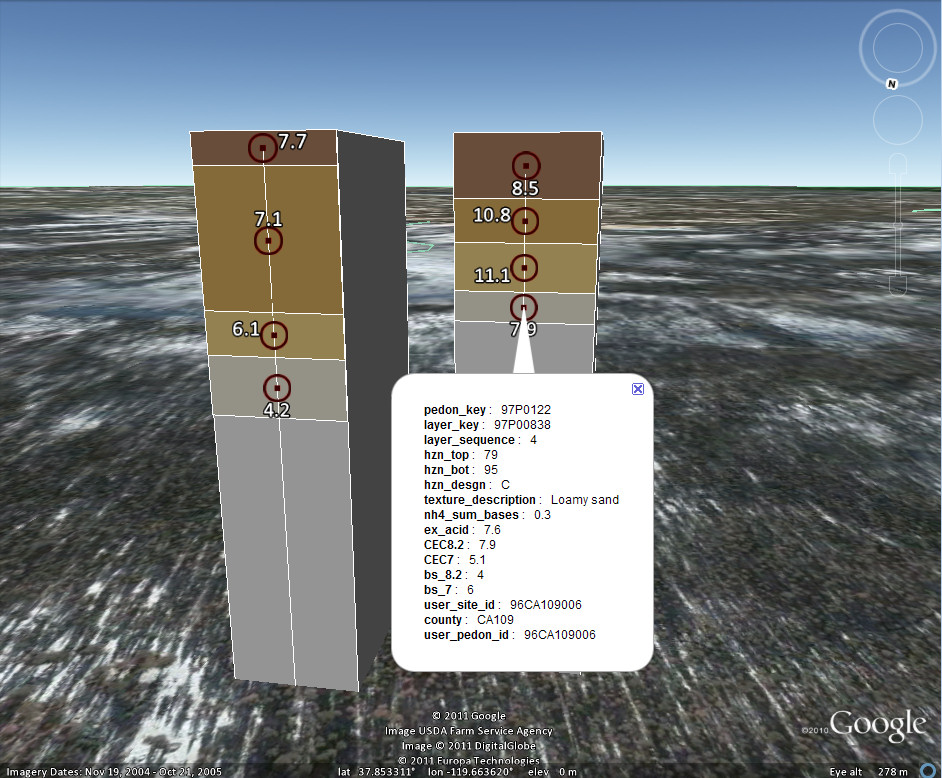 N
7.7
8.5
10.8
7.1
11.1
6.1
7.9
4.2
pedon_key : 97P0122
layer_key : 97P00838
layer_sequence : 4
hzn_top : 79
hzn_bot : 95
hzn_desgn : C
texture_description : Loamy sand
nh4_sum_bases : 0.3
ex_acid : 7.6
CEC8.2 : 7.9
CEC7 : 5.1
bs_8.2 : 4
bs_7 : 6
user_site_id : 96CA109006
county : CA109
user_pedon_id : 96CA109006
© 2011 Google
Image USDA Farm Service Agency
Image © 2011 DigitalGlobe
© 2011 Europa Technologies
©2010 Google
Imagery Dates: Nov 19, 2004 - Oct 21, 2005 lat 37.853311° lon -119.663620° elev 0 m Eye alt 278 m